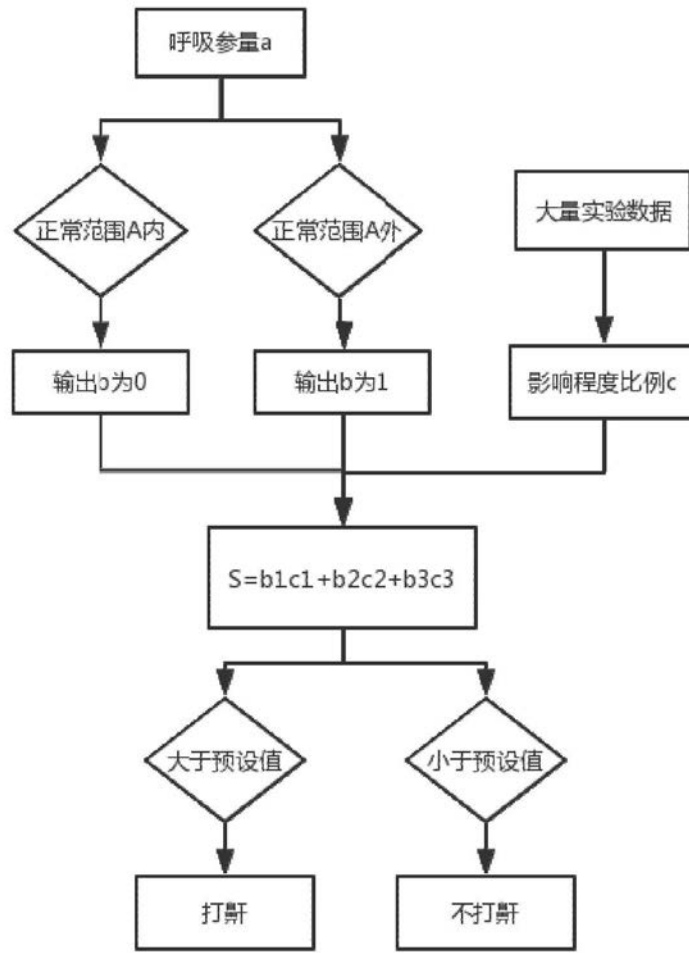 呼吸参量a
正常范围A内
正常范围A外
大量实验数据
输出b为0
输出b为1
影响程度比例c
S=b1c1+b2c2+b3c3
大于预设值
小于预设值
打鼾
不打鼾